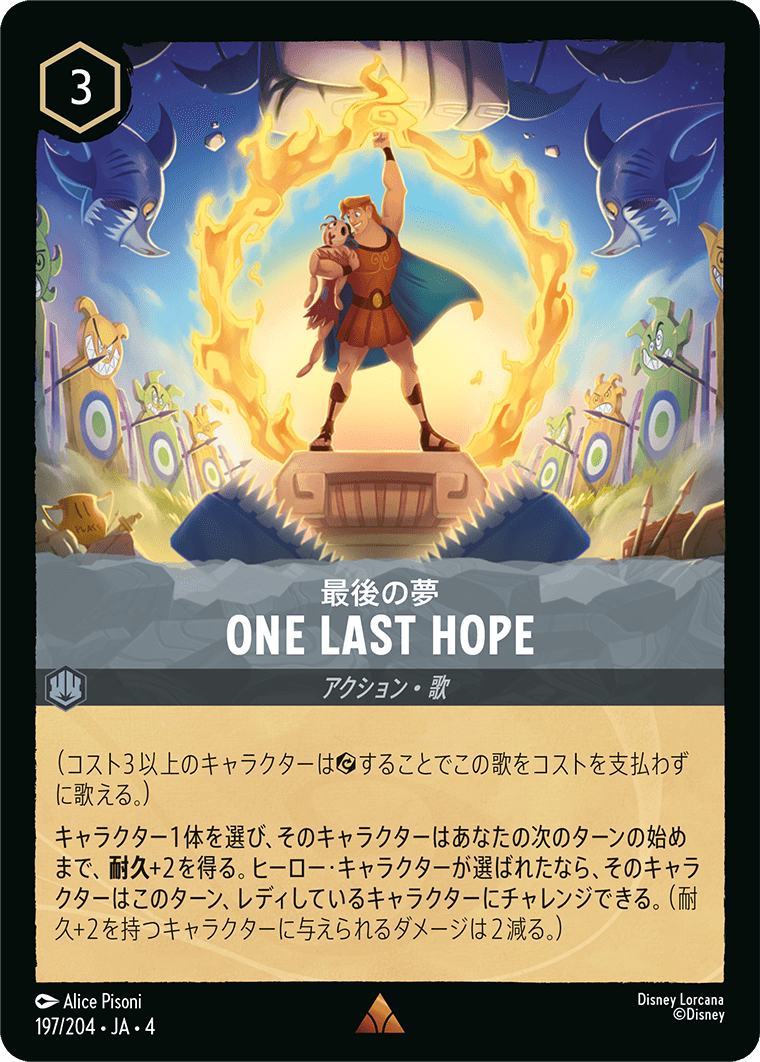 3
11
PLACE
最後の夢
ONE LAST HOPE
アクション・歌
(コスト3以上のキャラクターはすることでこの歌をコストを支払わず
に歌える。)
キャラクター1体を選び、そのキャラクターはあなたの次のターンの始め
まで、耐久+2を得る。ヒーロー・キャラクターが選ばれたなら、そのキャラ
クターはこのターン、レディしているキャラクターにチャレンジできる。(耐
久+2を持つキャラクターに与えられるダメージは2減る。)
Alice Pisoni
197/204・JA・4
Disney Lorcana
©Disney